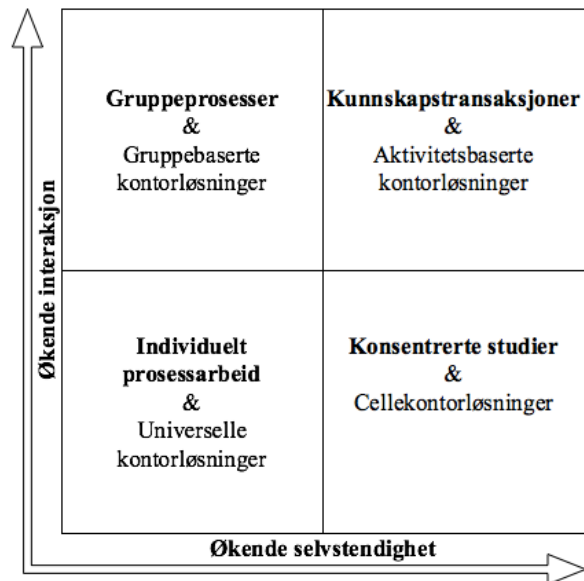 Gruppeprosesser
&
Gruppebaserte
kontorløsninger
Kunnskapstransaksjoner
&
Aktivitetsbaserte
kontorløsninger
Økende interaksjon
Individuelt
prosessarbeid
&
Universelle
kontorløsninger
Konsentrerte studier
&
Cellekontorløsninger
Økende selvstendighet